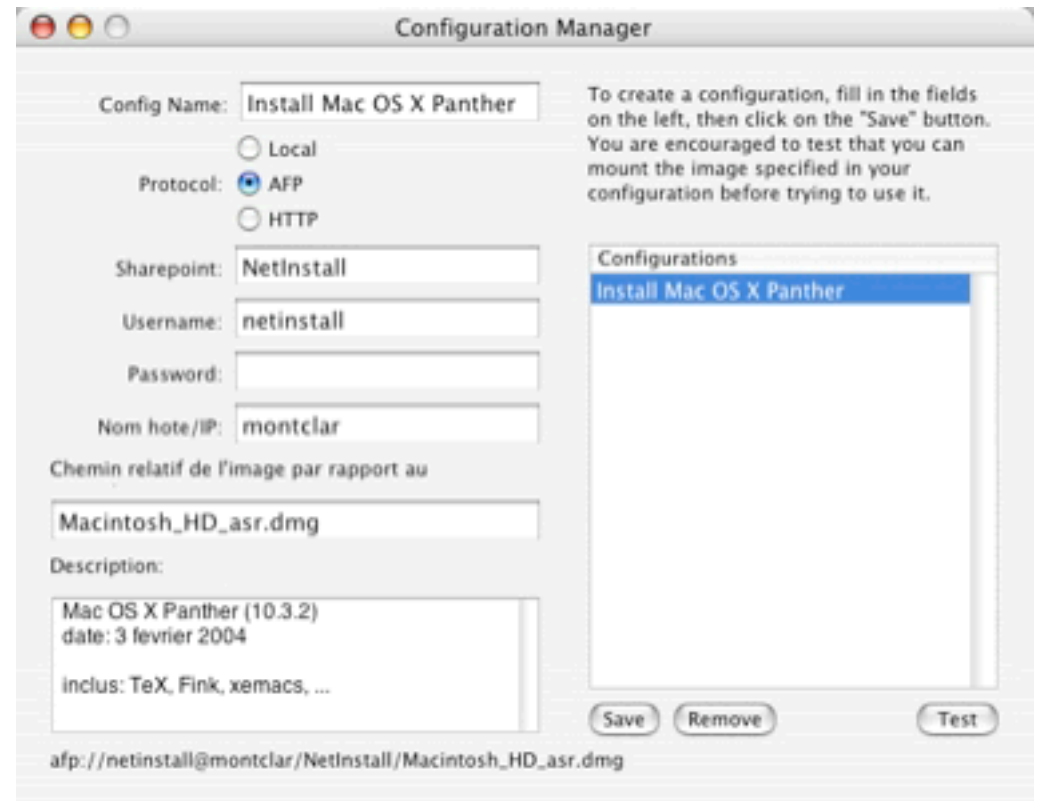 Configuration Manager
Config Name: Install Mac OS X Panther
Local
Protocol: AFP
HTTP
Sharepoint: NetInstall
Username: netinstall
Password:
Nom hote/IP: montclar
Chemin relatif de l'image par rapport au
Macintosh_HD_asr.dmg
Description:
Mac OS X Panther (10.3.2)
date: 3 fevrier 2004
inclus: TeX, Fink, xemacs, ...
afp://netinstall@montclar/NetInstall/Macintosh_HD_asr.dmg
To create a configuration, fill in the fields
on the left, then click on the "Save" button.
You are encouraged to test that you can
mount the image specified in your
configuration before trying to use it.
Configurations
Install Mac OS X Panther
Save Remove Test